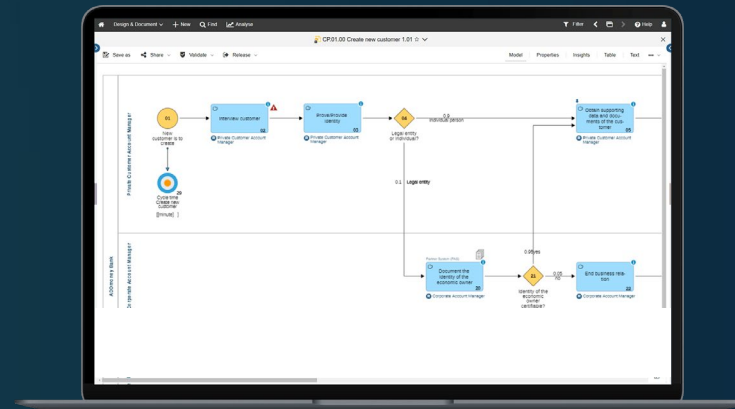 Design & Document
New
Find
Analyse
Filter
Help
CP.01.00 Create new customer 1.01
Save as
Share
Validate
Release
Model
Properties
Insights
Table
Text
Private Customer Account Manager
01
New
customer is to
create
Interview customer
02
Private Customer Account
Manager
Prove/Provide
identity
03
Private Customer Account
Manager
04
Legal entity
or individual?
0.9
individual person
4
Obtain supporting
data and docu-
ments of the cus-
tomer
05
Private Customer Account
Manager
29
Cycle time
Create new
customer
[[minute] ]
0.1
Legal entity
ADOmoney Bank
Corporate Account Manager
Document the
identity of the
economic owner
20
Corporate Account Manager
0.95
yes
21
Identity of the
economic
owner
certifiable?
0.05
no
End business rela-
tion
22
Corporate Account Manager